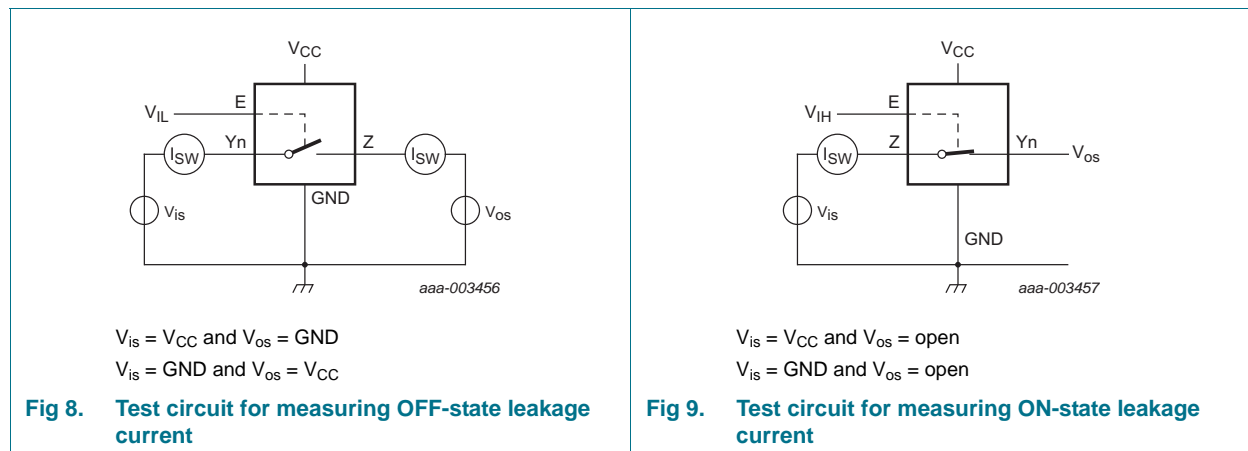 VCC
VIL
E
Yn
Z
ISW
ISW
GND
Vis
Vos
aaa-003456
Vis = VCC and Vos = GND
Vis = GND and Vos = VCC
Fig 8. Test circuit for measuring OFF-state leakage
current
VCC
VIH
E
Z
Yn
ISW
Vos
Vis
GND
aaa-003457
Vis = VCC and Vos = open
Vis = GND and Vos = open
Fig 9. Test circuit for measuring ON-state leakage
current